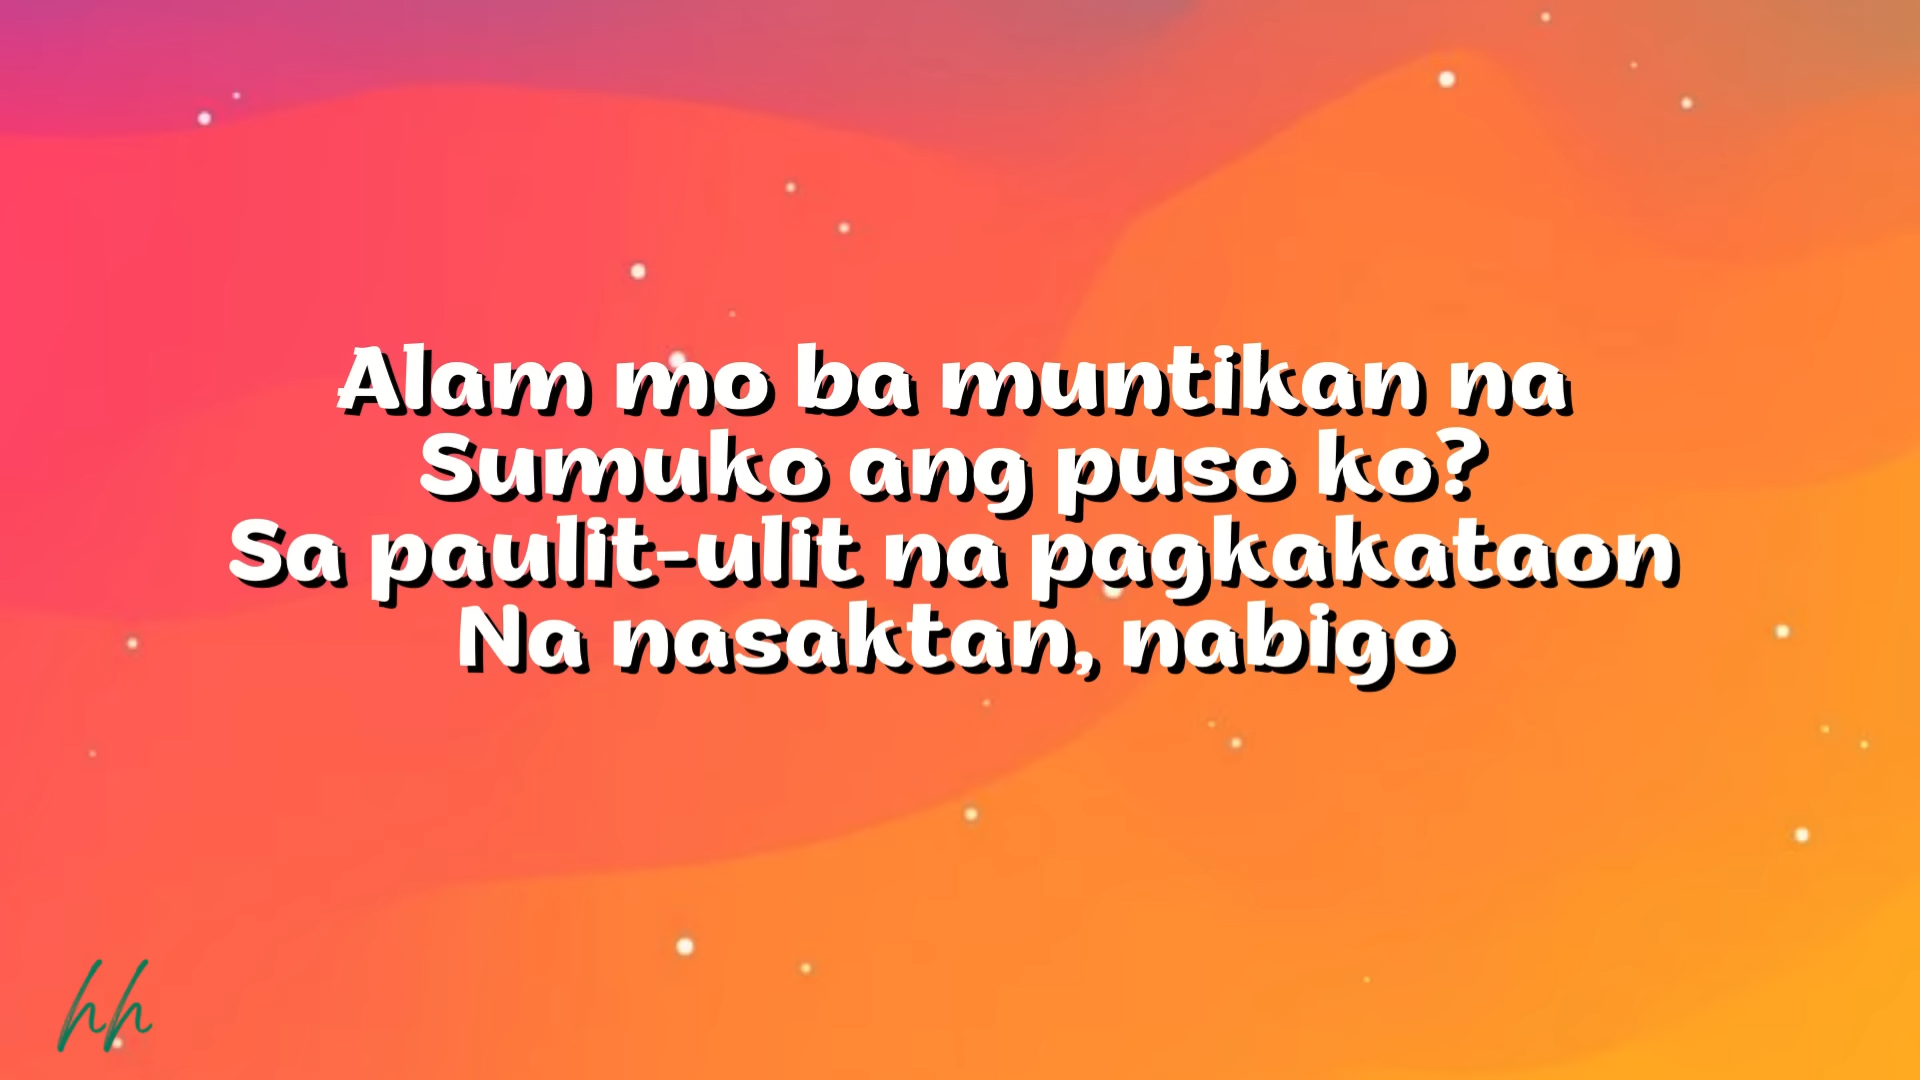 Alam mo ba muntikan na
Sumuko ang puso ko?
Sa paulit-ulit na pagkakataon
Na nasaktan, nabigo
hh